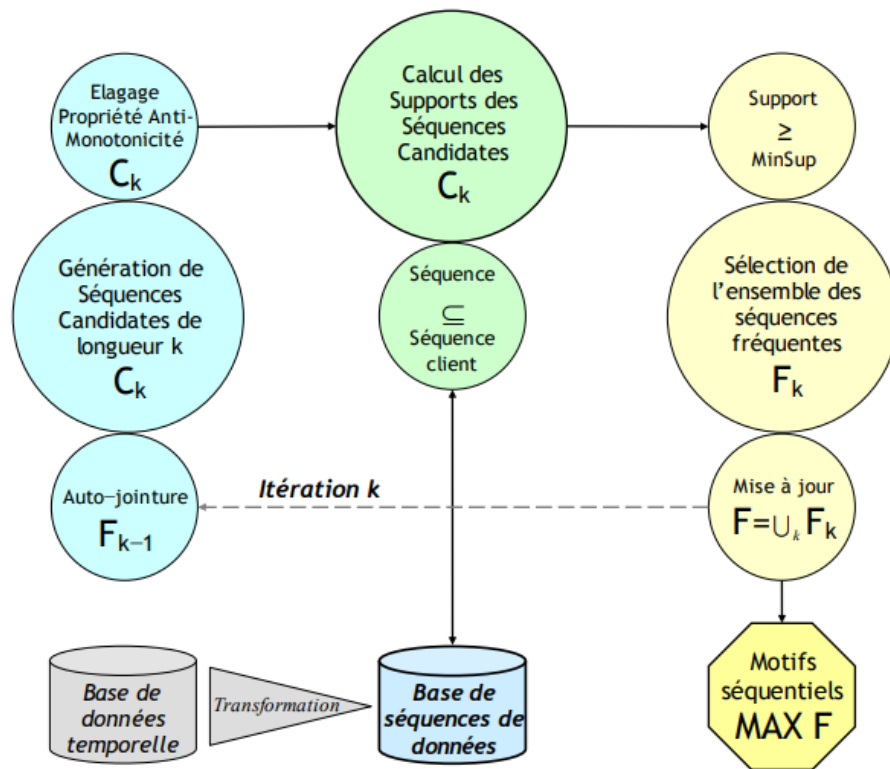 Elagage
Propriété Anti-
Monotonicité
Ck
Calcul des
Supports des
Séquences
Candidates
Ck
Support
≥
MinSup
Génération de
Séquences
Candidates de
longueur k
Ck
Séquence
⊆
Séquence
client
Sélection de
l'ensemble des
séquences
fréquentes
Fk
Auto-jointure
Fk-1
Itération k
Mise à jour
F=∪k Fk
Base de
données
temporelle
Transformation
Base de
séquences de
données
Motifs
séquentiels
MAX F